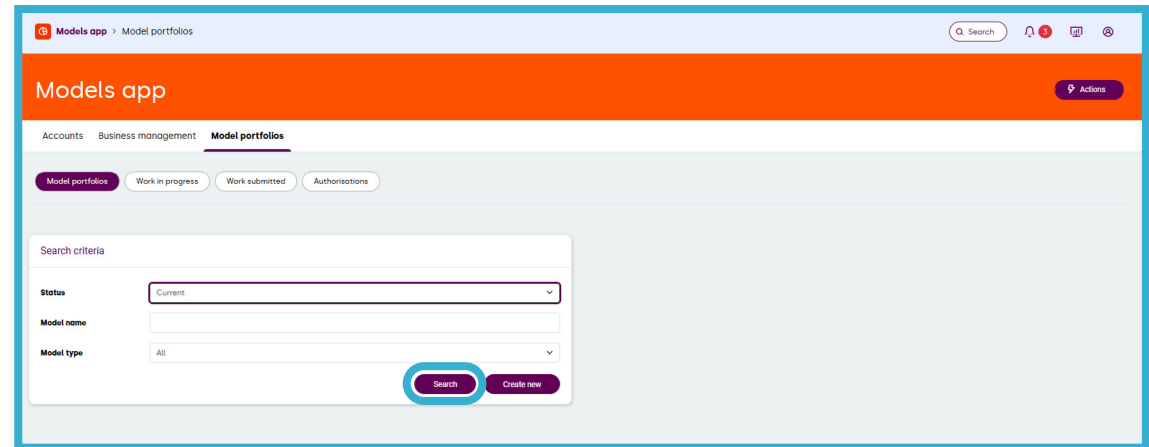 Models app > Model portfolios
Search
3
Models app
Actions
Accounts Business management Model portfolios
Model portfolios Work in progress Work submitted Authorisations
Search criteria
Status Current
Model name
Model type All
Search Create new